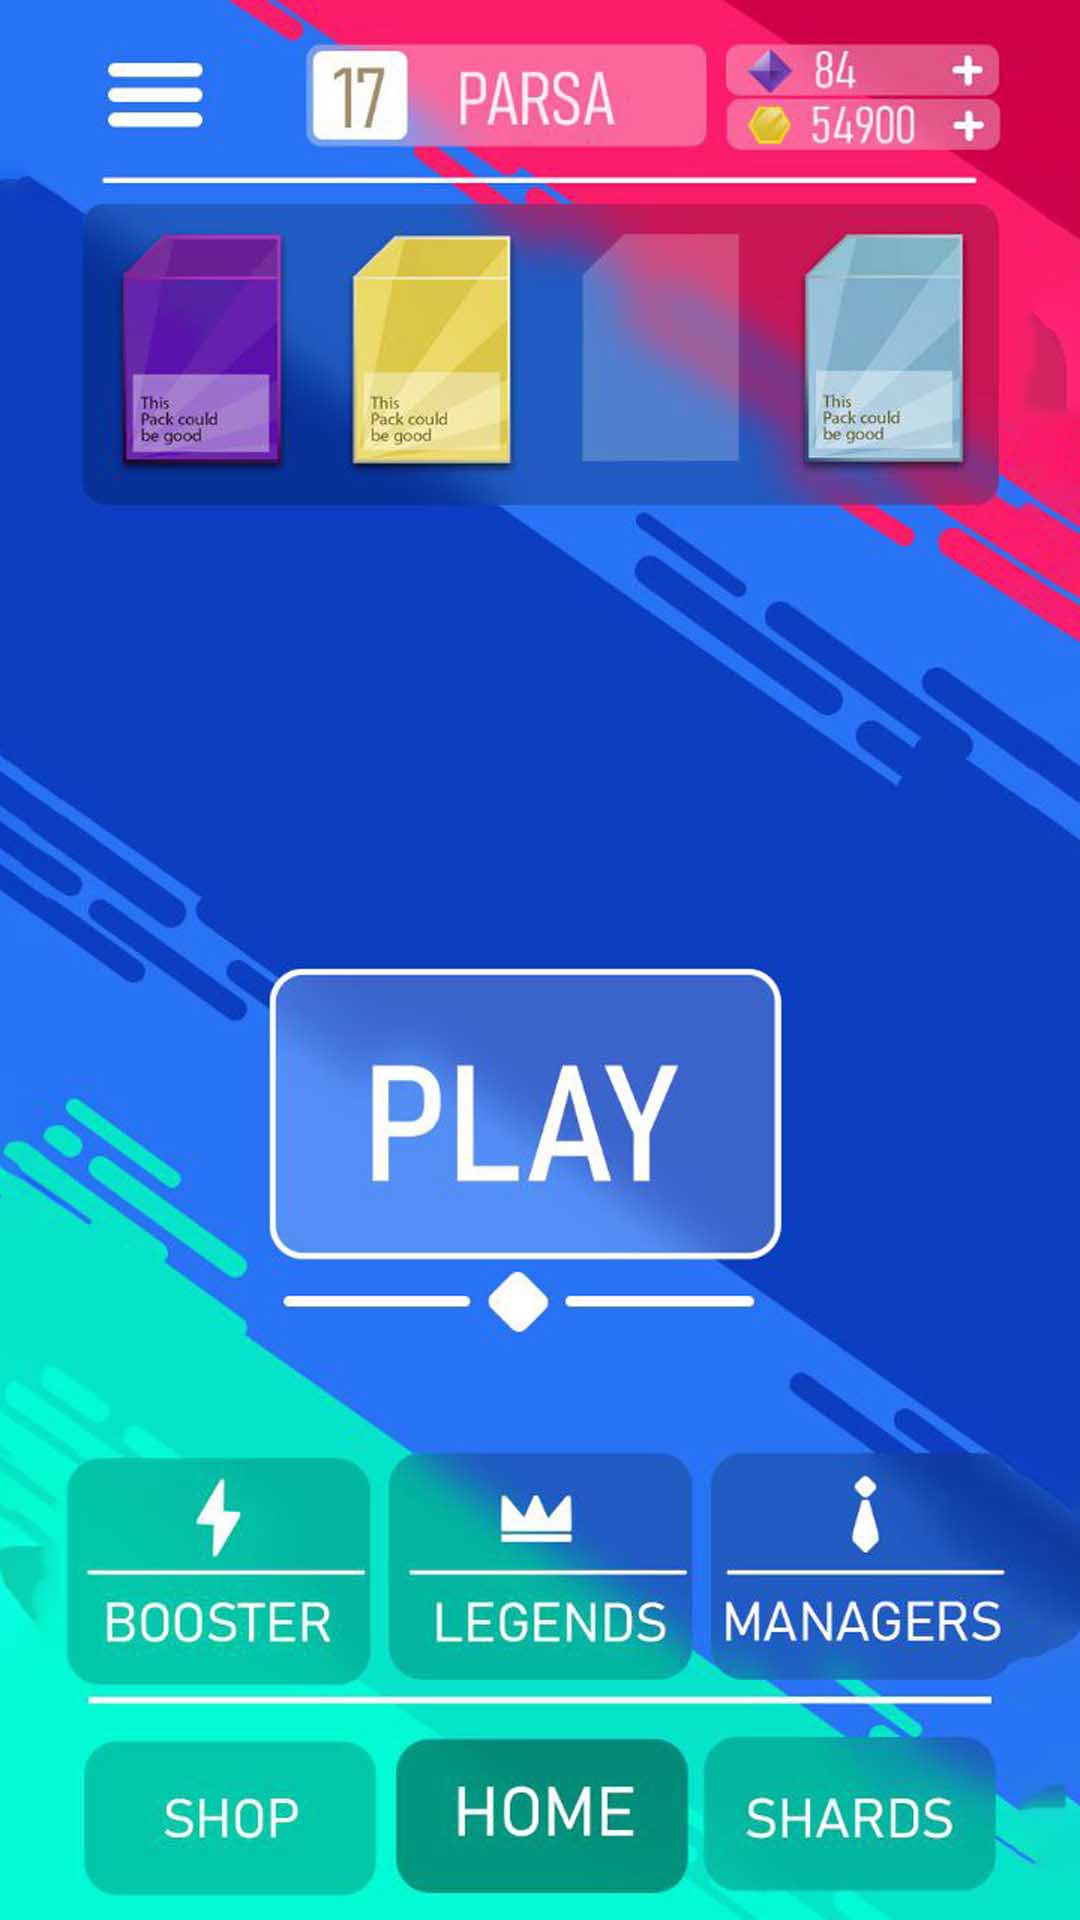 17 PARSA
84 +
54900 +
This
Pack could
be good
This
Pack could
be good
This
Pack could
be good
PLAY
BOOSTER
LEGENDS
MANAGERS
SHOP
HOME
SHARDS